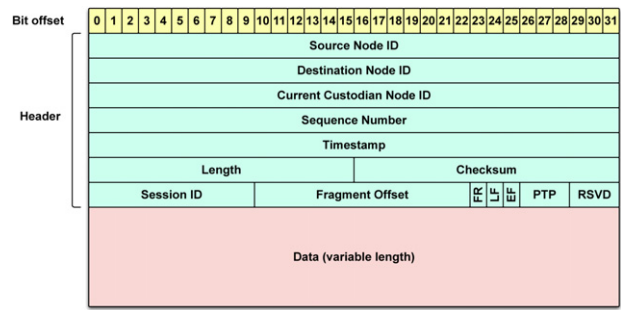 Bit offset 0 1 2 3 4 5 6 7 8 9 10 11 12 13 14 15 16 17 18 19 20 21 22 23 24 25 26 27 28 29 30 31
Source Node ID
Destination Node ID
Current Custodian Node ID
Header
Sequence Number
Timestamp
Length Checksum
Session ID Fragment Offset FR LF EF PTP RSVD
Data (variable length)